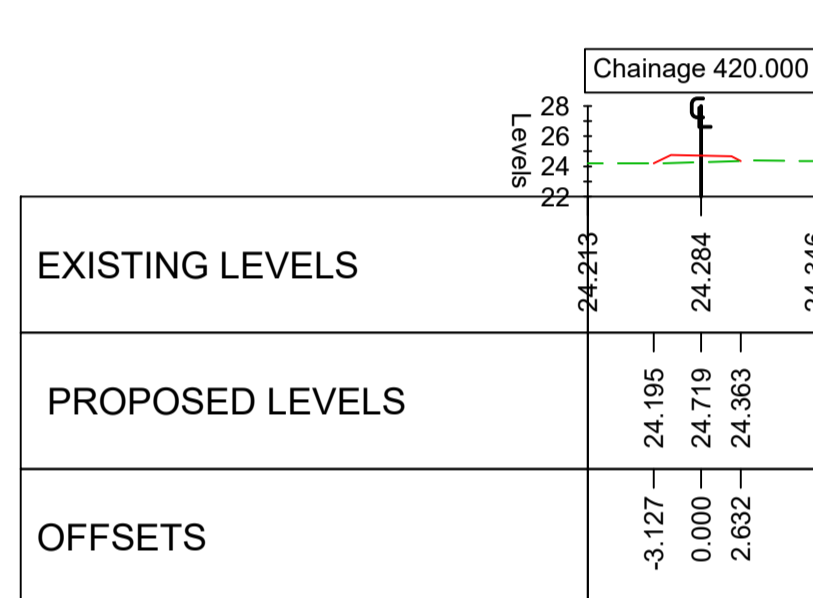 Chainage 420.000
Levels
28
26
24
22
EXISTING LEVELS
24.213
24.284
PROPOSED LEVELS
24.195
24.719
24.363
OFFSETS
-3.127
0.000
2.632